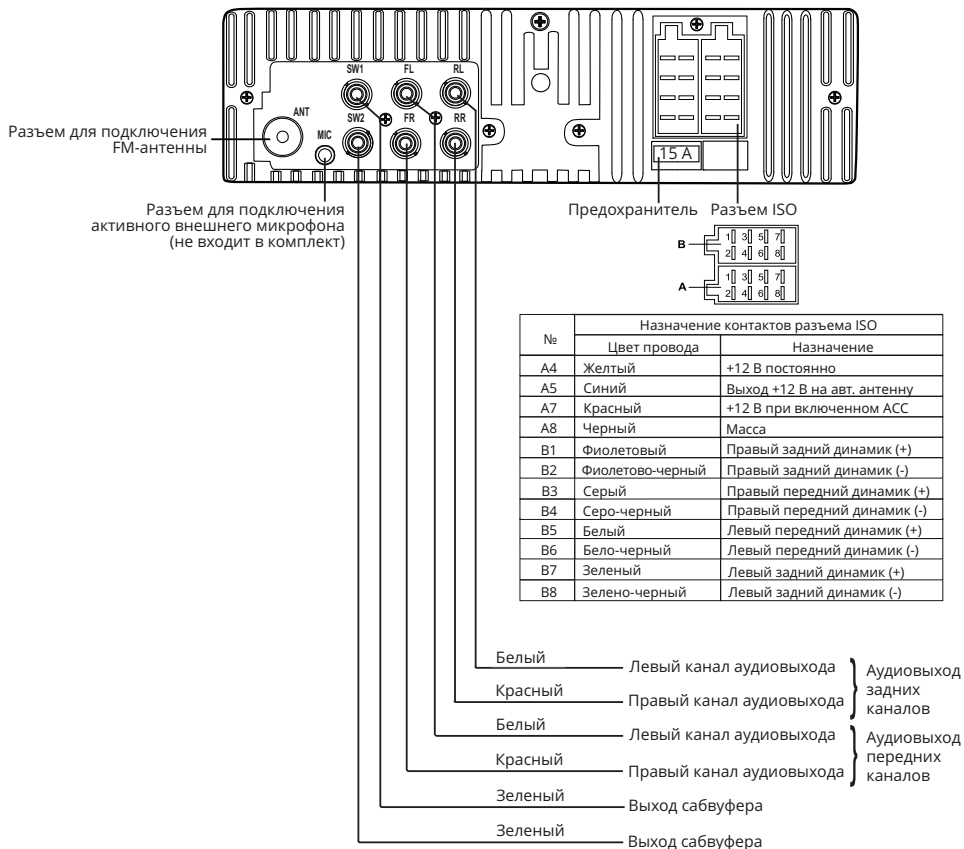 SW1 FL RL
ANT
SW2 FR RR
MIC
Разъем для подключения
FM-антенны
15 А
Разъем для подключения
активного внешнего микрофона
(не входит в комплект)
Предохранитель Разъем ISO
B
1 3 5 7
2 4 6 8
A
1 3 5 7
2 4 6 8
№ Назначение контактов разъема ISO
Цвет провода Назначение
A4 Желтый +12 В постоянно
A5 Синий Выход +12 В на авт. антенну
A7 Красный +12 В при включенном ACC
A8 Черный Масса
B1 Фиолетовый Правый задний динамик (+)
B2 Фиолетово-черный Правый задний динамик (-)
B3 Серый Правый передний динамик (+)
B4 Серо-черный Правый передний динамик (-)
B5 Белый Левый передний динамик (+)
B6 Бело-черный Левый передний динамик (-)
B7 Зеленый Левый задний динамик (+)
B8 Зелено-черный Левый задний динамик (-)
Белый Левый канал аудиовыхода
Красный Правый канал аудиовыхода
Аудиовыход
задних
каналов
Белый Левый канал аудиовыхода
Красный Правый канал аудиовыхода
Аудиовыход
передних
каналов
Зеленый Выход сабвуфера
Зеленый Выход сабвуфера